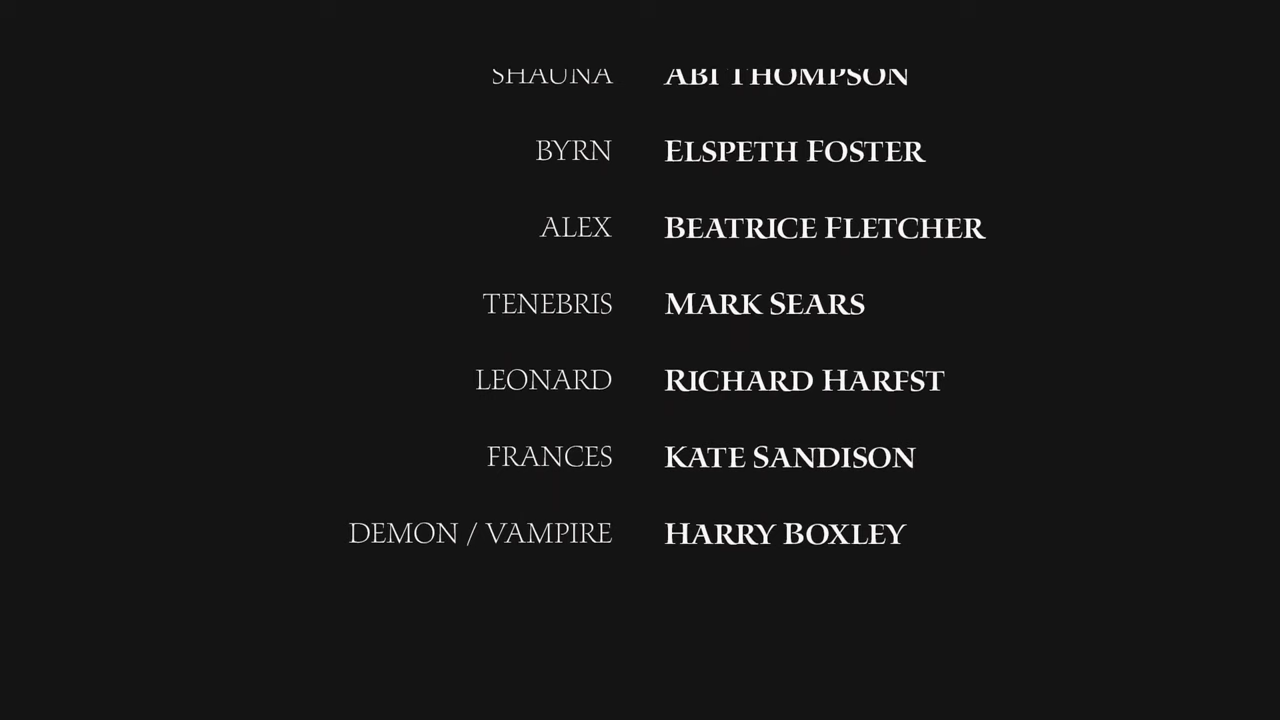 SHAUNA ABI THOMPSON
BYRN ELSPETH FOSTER
ALEX BEATRICE FLETCHER
TENEBRIS MARK SEARS
LEONARD RICHARD HARFST
FRANCES KATE SANDISON
DEMON / VAMPIRE HARRY BOXLEY